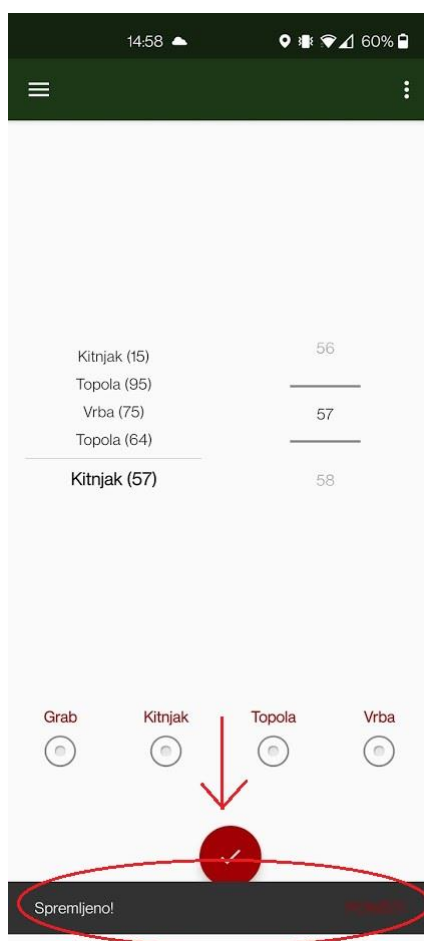 14:58 60%
Kitnjak (15)
Topola (95)
Vrba (75)
Topola (64)
Kitnjak (57)
56
57
58
Grab Kitnjak Topola Vrba
Spremljeno!